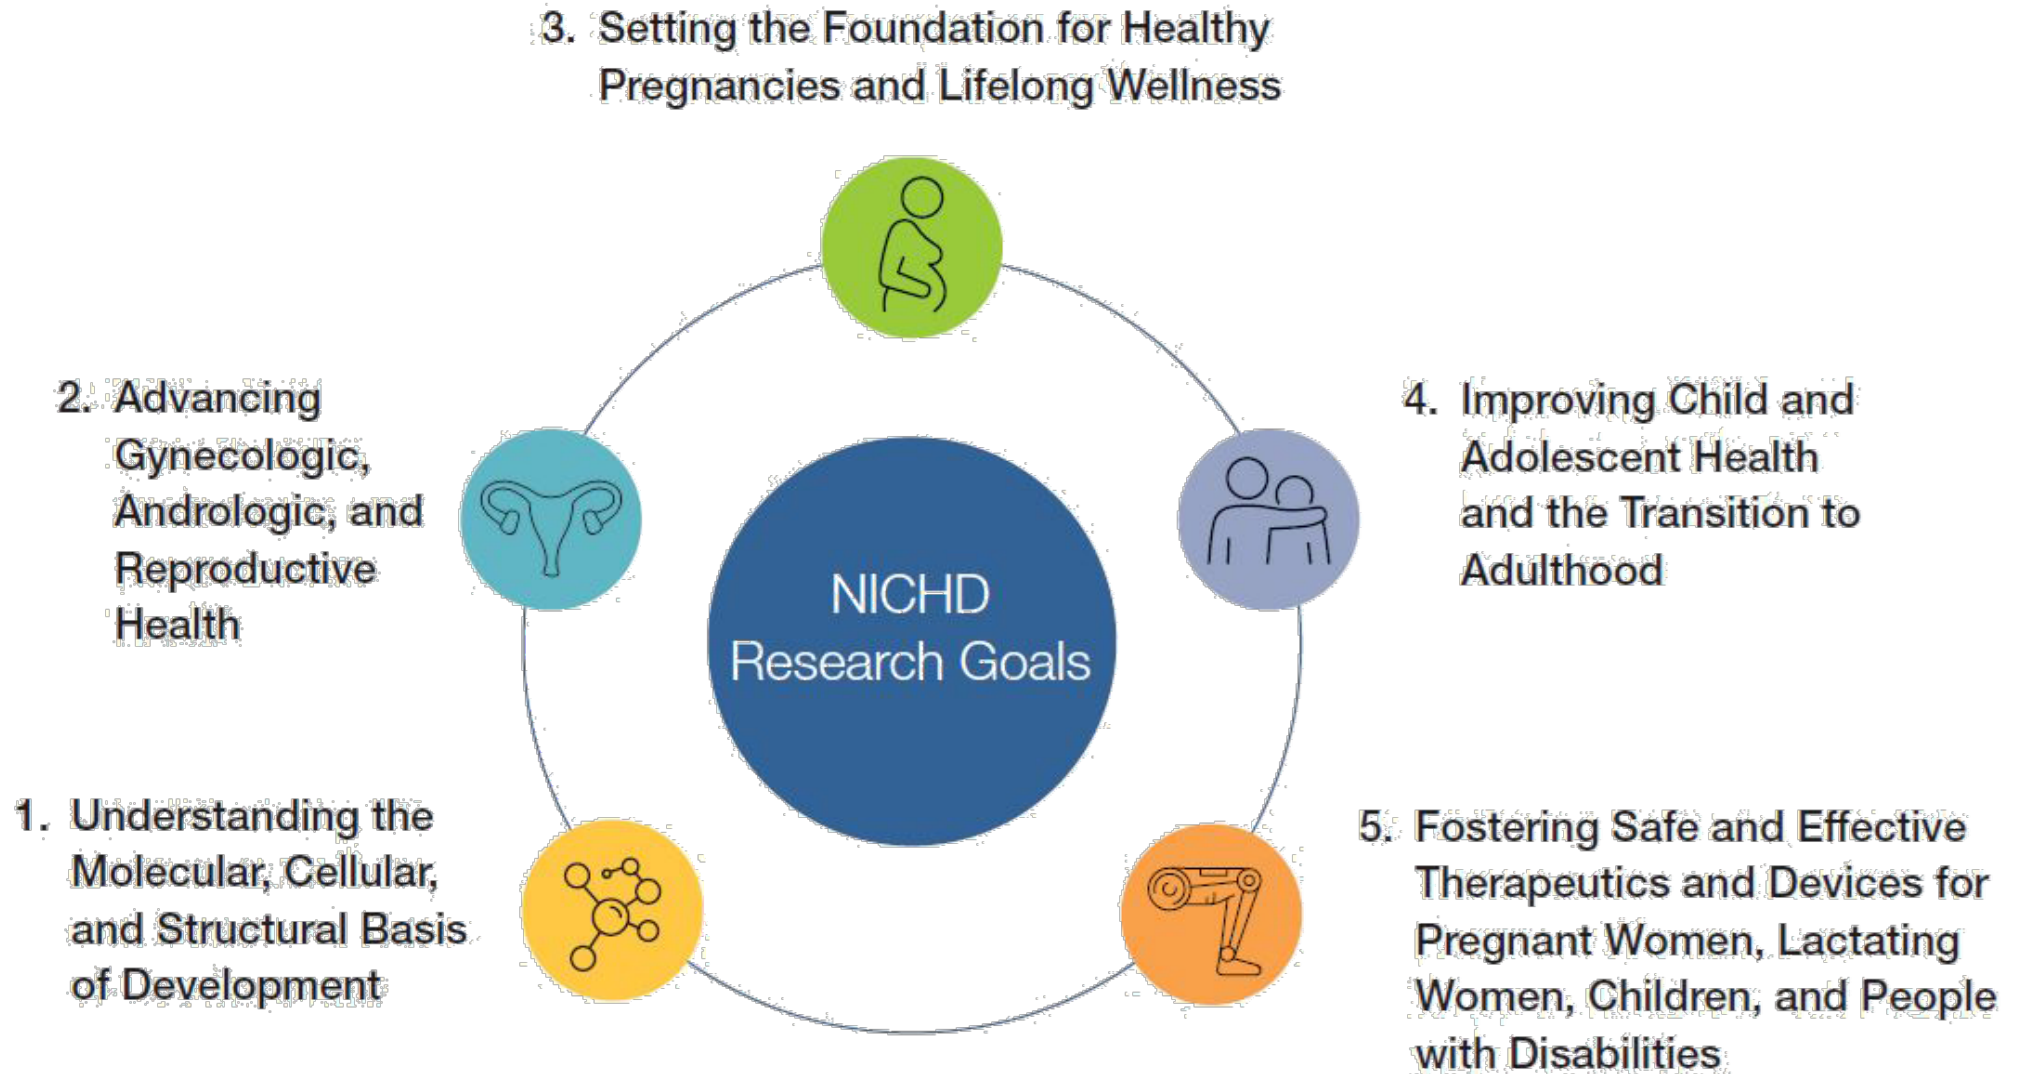 3. Setting the Foundation for Healthy
Pregnancies and Lifelong Wellness
2. Advancing
Gynecologic,
Andrologic, and
Reproductive
Health
4. Improving Child and
Adolescent Health
and the Transition to
Adulthood
NICHD
Research Goals
1. Understanding the
Molecular, Cellular,
and Structural Basis
of Development
5. Fostering Safe and Effective
Therapeutics and Devices for
Pregnant Women, Lactating
Women, Children, and People
with Disabilities